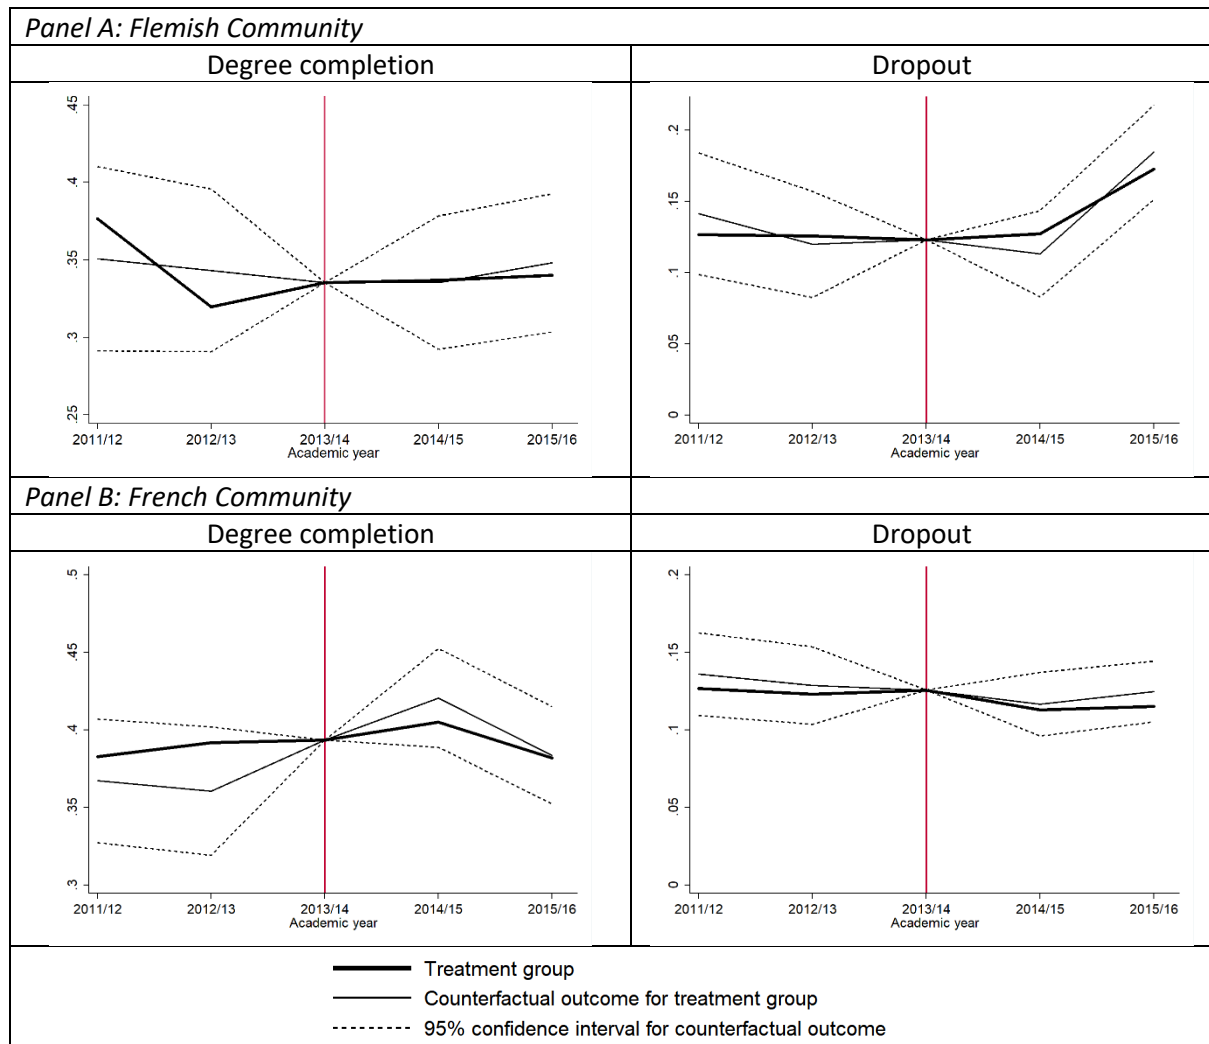 Panel A: Flemish Community
Degree completion
Dropout
.45
.4
.35
.3
.25
2011/12 2012/13 2013/14 2014/15 2015/16
Academic year
.2
.15
.1
.05
0
2011/12 2012/13 2013/14 2014/15 2015/16
Academic year
Panel B: French Community
Degree completion
Dropout
.5
.45
.4
.35
.3
2011/12 2012/13 2013/14 2014/15 2015/16
Academic year
.2
.15
.1
.05
0
2011/12 2012/13 2013/14 2014/15 2015/16
Academic year
Treatment group
Counterfactual outcome for treatment group
95% confidence interval for counterfactual outcome